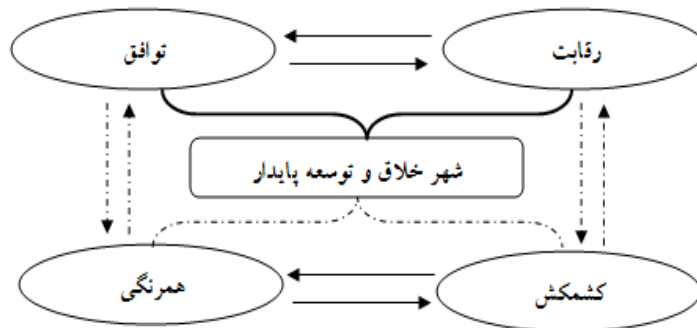 رقابت
توافق
شهر خلاق و توسعه پایدار
کشمکش
همرنگی